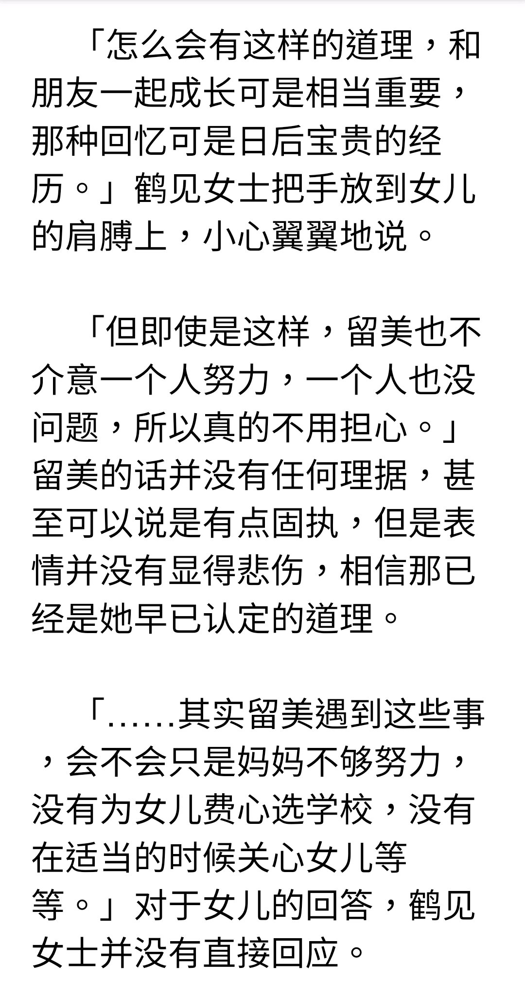 「怎么会有这样的道理，和
朋友一起成长可是相当重要，
那种回忆可是日后宝贵的经
历。」鹤见女士把手放到女儿
的肩膊上，小心翼翼地说。
「但即使是这样，留美也不
介意一个人努力，一个人也没
问题，所以真的不用担心。」
留美的话并没有任何理据，甚
至可以说是有点固执，但是表
情并没有显得悲伤，相信那已
经是她早已认定的道理。
「……其实留美遇到这些事
，会不会只是妈妈不够努力，
没有为女儿费心选学校，没有
在适当的时候关心女儿等
等。」对于女儿的回答，鹤见
女士并没有直接回应。